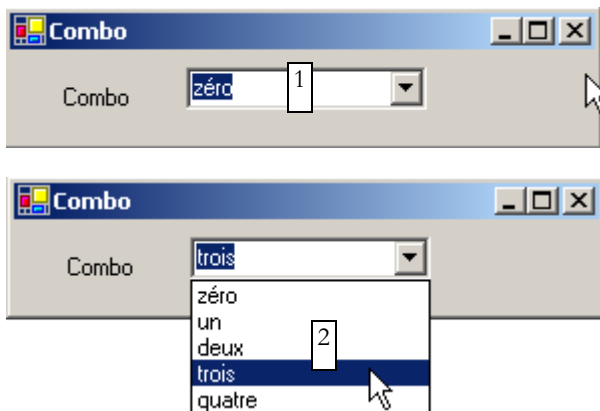 Combo
Combo
zéro
1
Combo
Combo
trois
zéro
un
deux
2
trois
quatre